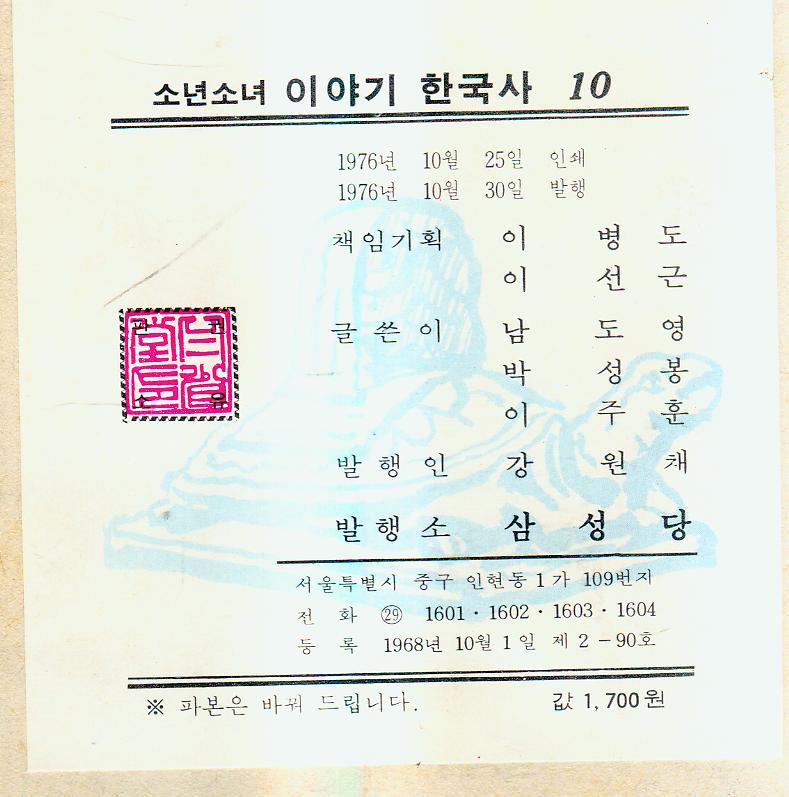 소년소녀 이야기 한국사 10
1976년 10월 25일 인쇄
1976년 10월 30일 발행
책임기획 이병도
이선근
글쓴이 남도영
박성봉
이주훈
판권
소유
발행인 강원채
발행소 삼성당
서울특별시 중구 인현동 1가 109번지
전화 ㉙ 1601·1602·1603·1604
등록 1968년 10월 1일 제2-90호
※ 파본은 바꿔 드립니다. 값 1,700원